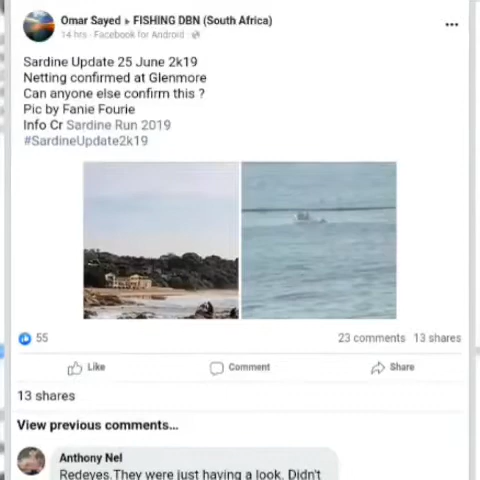 Omar Sayed ▸ FISHING DBN (South Africa)
14 hrs · Facebook for Android ·
Sardine Update 25 June 2k19
Netting confirmed at Glenmore
Can anyone else confirm this ?
Pic by Fanie Fourie
Info Cr Sardine Run 2019
#SardineUpdate2k19
55
23 comments 13 shares
Like Comment Share
13 shares
View previous comments...
Anthony Nel
Redeyes.They were just having a look. Didn't